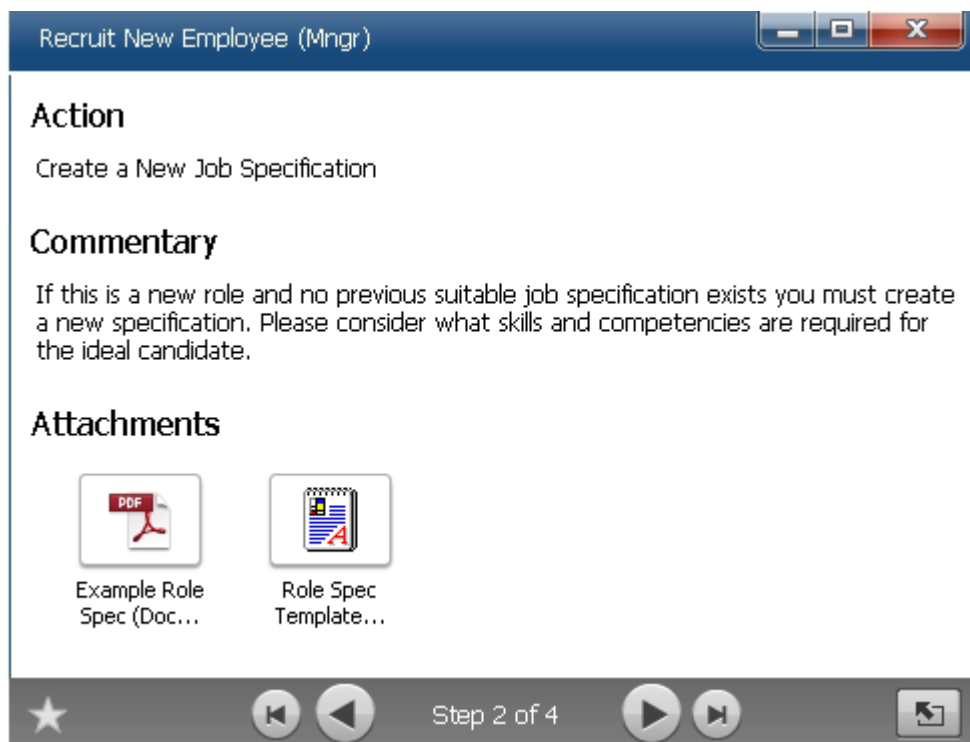 Recruit New Employee (Mngr)
Action
Create a New Job Specification
Commentary
If this is a new role and no previous suitable job specification exists you must create
a new specification. Please consider what skills and competencies are required for
the ideal candidate.
Attachments
PDF
Example Role
Spec (Doc...
A
Role Spec
Template...
Step 2 of 4